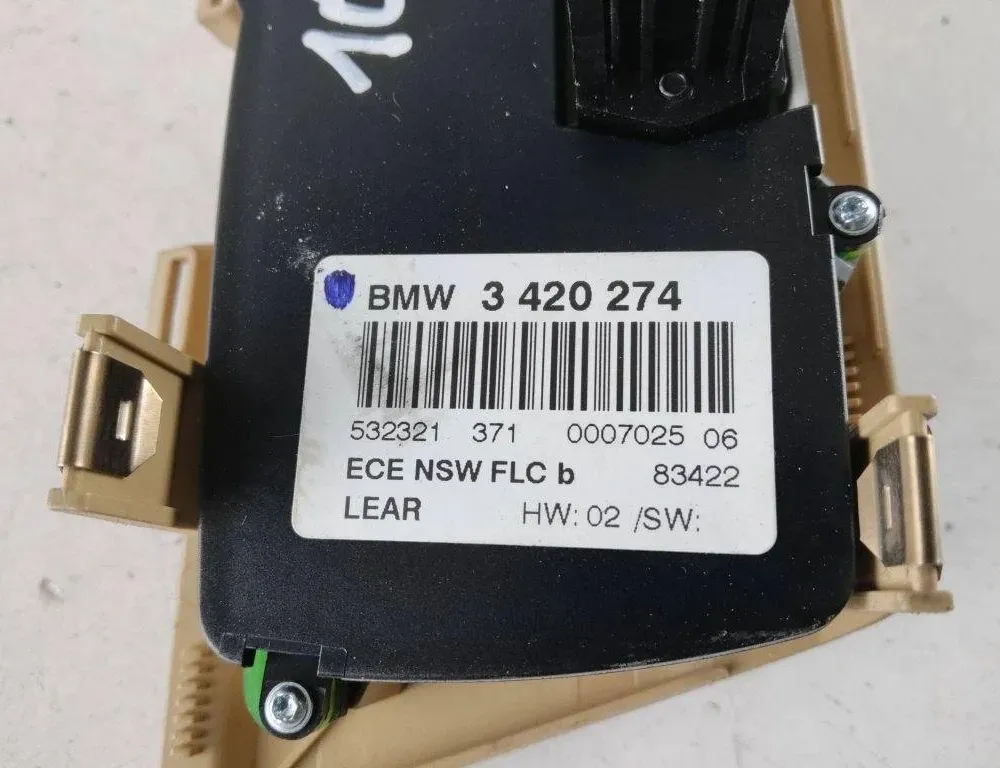 BMW 3 420 274
532321 371 0007025 06
ECE NSW FLC b 83422
LEAR HW: 02 /SW: